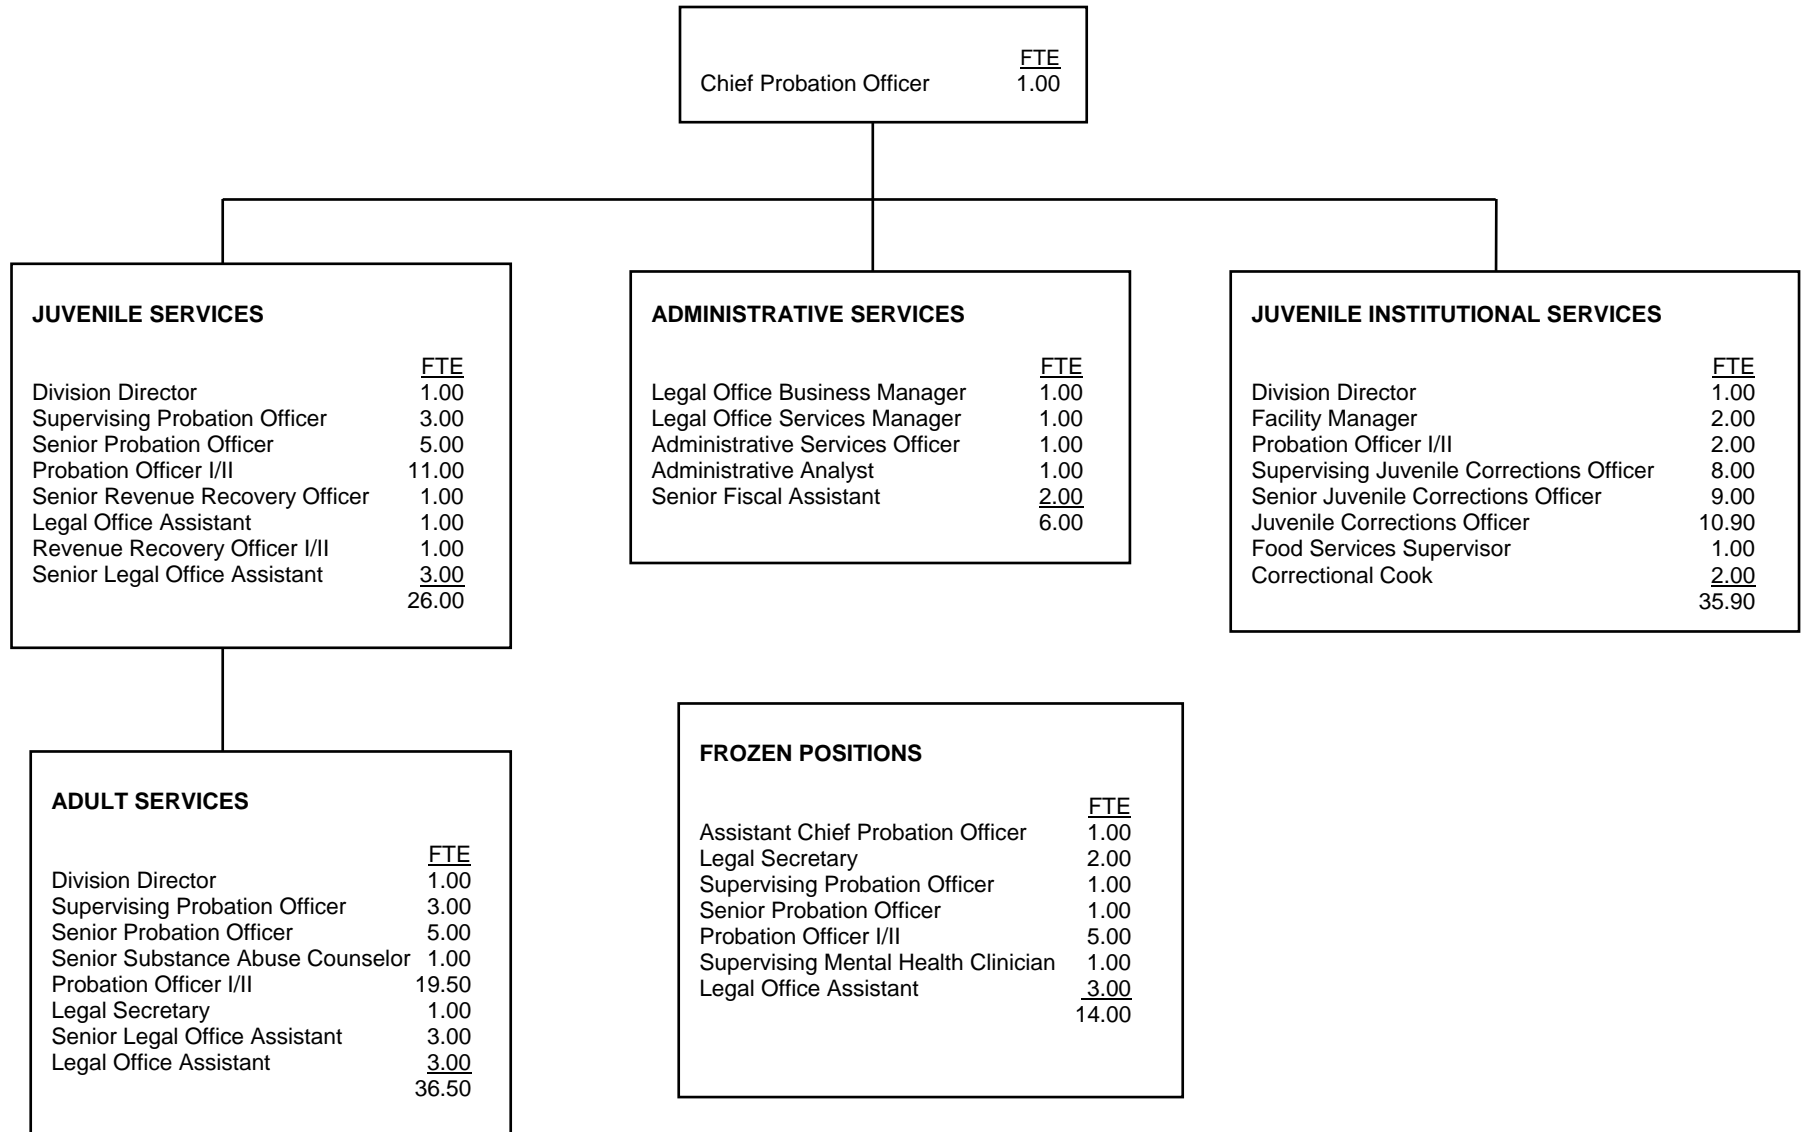 FTE
Chief Probation Officer 1.00
JUVENILE SERVICES
FTE
Division Director 1.00
Supervising Probation Officer 3.00
Senior Probation Officer 5.00
Probation Officer I/II 11.00
Senior Revenue Recovery Officer 1.00
Legal Office Assistant 1.00
Revenue Recovery Officer I/II 1.00
Senior Legal Office Assistant 3.00
26.00
ADMINISTRATIVE SERVICES
FTE
Legal Office Business Manager 1.00
Legal Office Services Manager 1.00
Administrative Services Officer 1.00
Administrative Analyst 1.00
Senior Fiscal Assistant 2.00
6.00
JUVENILE INSTITUTIONAL SERVICES
FTE
Division Director 1.00
Facility Manager 2.00
Probation Officer I/II 2.00
Supervising Juvenile Corrections Officer 8.00
Senior Juvenile Corrections Officer 9.00
Juvenile Corrections Officer 10.90
Food Services Supervisor 1.00
Correctional Cook 2.00
35.90
ADULT SERVICES
FTE
Division Director 1.00
Supervising Probation Officer 3.00
Senior Probation Officer 5.00
Senior Substance Abuse Counselor 1.00
Probation Officer I/II 19.50
Legal Secretary 1.00
Senior Legal Office Assistant 3.00
Legal Office Assistant 3.00
36.50
FROZEN POSITIONS
FTE
Assistant Chief Probation Officer 1.00
Legal Secretary 2.00
Supervising Probation Officer 1.00
Senior Probation Officer 1.00
Probation Officer I/II 5.00
Supervising Mental Health Clinician 1.00
Legal Office Assistant 3.00
14.00